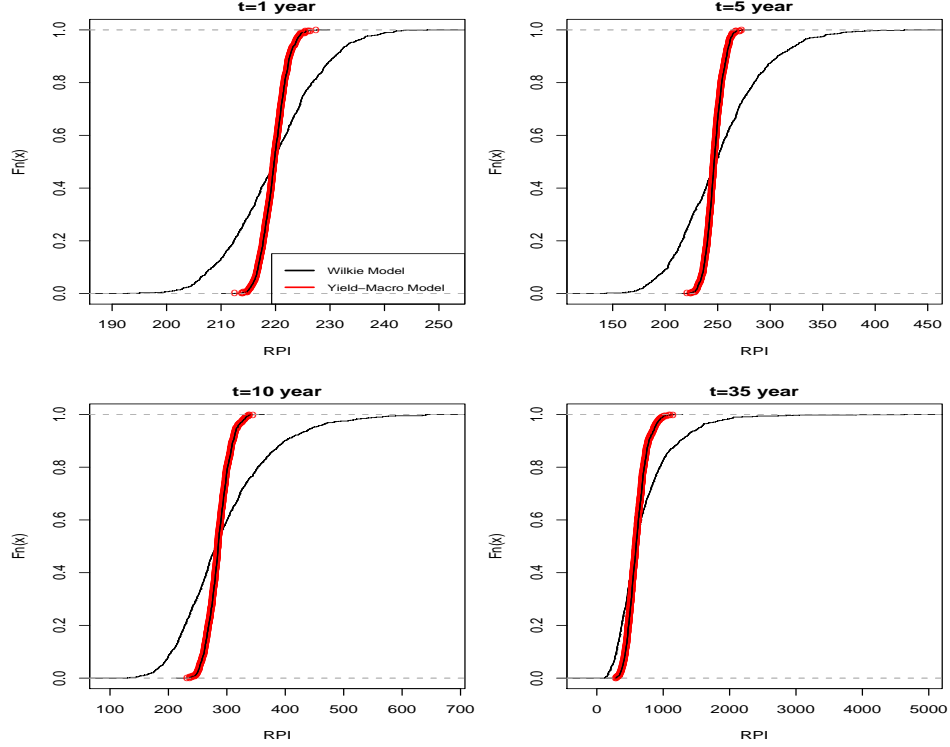 t=1 year
Fn(x)
0.0 0.2 0.4 0.6 0.8 1.0
190 200 210 220 230 240 250
RPI
Wilkie Model
Yield−Macro Model
t=5 year
Fn(x)
0.0 0.2 0.4 0.6 0.8 1.0
150 200 250 300 350 400 450
RPI
t=10 year
Fn(x)
0.0 0.2 0.4 0.6 0.8 1.0
100 200 300 400 500 600 700
RPI
t=35 year
Fn(x)
0.0 0.2 0.4 0.6 0.8 1.0
0 1000 2000 3000 4000 5000
RPI